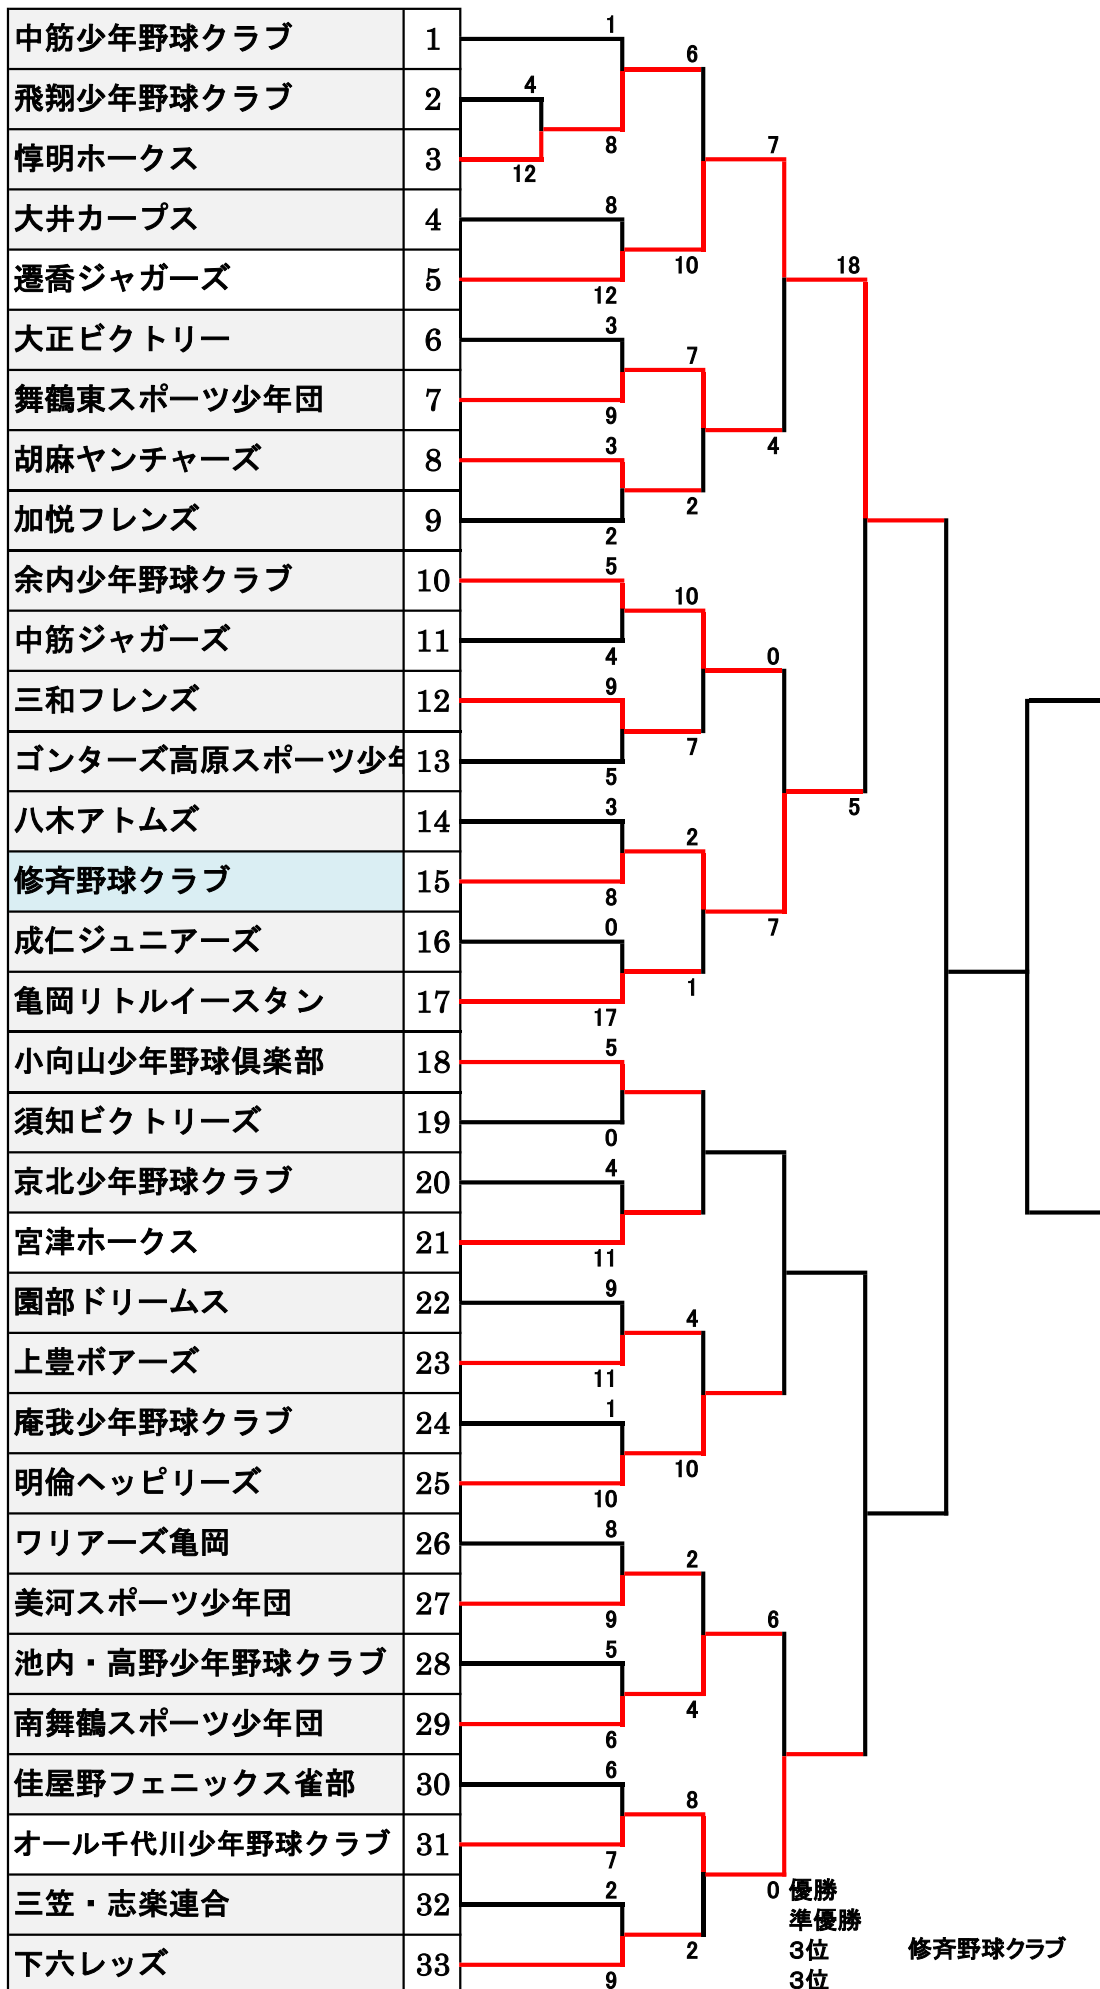 中筋少年野球クラブ 1
飛翔少年野球クラブ 2
惇明ホークス 3
大井カープス 4
遷喬ジャガーズ 5
大正ビクトリー 6
舞鶴東スポーツ少年団 7
胡麻ヤンチャーズ 8
加悦フレンズ 9
余内少年野球クラブ 10
中筋ジャガーズ 11
三和フレンズ 12
ゴンターズ高原スポーツ少年 13
八木アトムズ 14
修斉野球クラブ 15
成仁ジュニアーズ 16
亀岡リトルイースタン 17
小向山少年野球倶楽部 18
須知ビクトリーズ 19
京北少年野球クラブ 20
宮津ホークス 21
園部ドリームス 22
上豊ボアーズ 23
庵我少年野球クラブ 24
明倫ヘッピリーズ 25
ワリアーズ亀岡 26
美河スポーツ少年団 27
池内・高野少年野球クラブ 28
南舞鶴スポーツ少年団 29
佳屋野フェニックス雀部 30
オール千代川少年野球クラブ 31
三笠・志楽連合 32
下六レッズ 33
4
12
1
8
8
12
3
9
3
2
5
4
9
5
3
8
0
17
5
0
4
11
9
11
1
10
8
9
5
6
6
7
2
9
6
10
7
2
10
7
2
1
4
10
2
4
8
2
7
4
0
7
6
0
18
5
優勝
準優勝
3位 修斉野球クラブ
3位